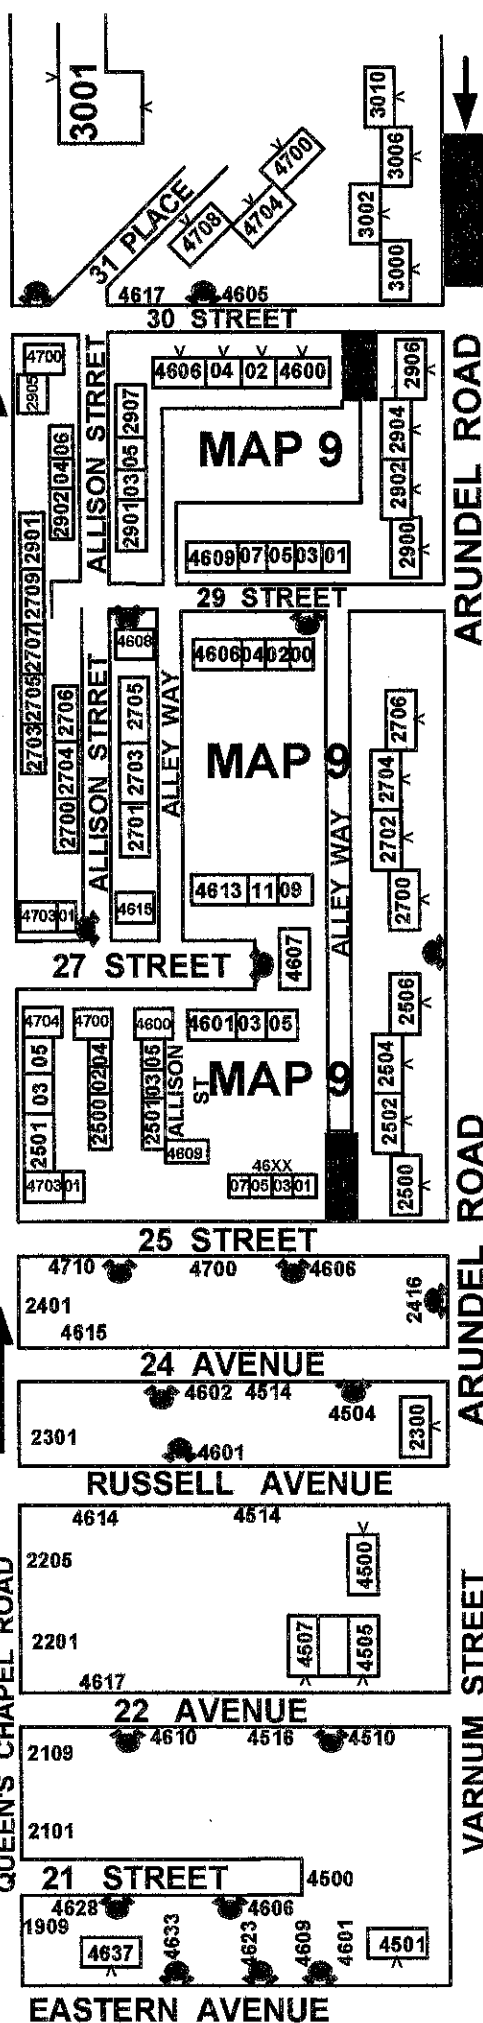 3001
3010
3006
3002
3000
4700
4704
4708
31 PLACE
4617 4605
30 STREET
ARUNDEL ROAD
4700
2905
ALLISON STRRET
4606 04 02 4600
2906
2904
2902
2900
2902 04 06
2901 03 05 2907
MAP 9
2703 2705 2707 2709 2901
4609 07 05 03 01
29 STREET
4608
4606 04 02 00
2700 2704 2706
ALLISON STRRET
2701 2703 2705
ALLEY WAY
MAP 9
ALLEY WAY
2706
2704
2702
2700
4613 11 09
4703 01
4615
27 STREET
4607
4704
4700
4600
4601 03 05
2506
2504
2502
2500
2501 03 05
2500 02 04
2501 03 05
ALLISON
ST
MAP 9
4609
4703 01
46XX
07 05 03 01
25 STREET
ARUNDEL ROAD
4710 4700 4606
2401
2416
4615
24 AVENUE
4602 4514
4504
2300
2301
4601
RUSSELL AVENUE
4614 4514
2205
4500
2201
4507
4505
4617
22 AVENUE
QUEEN'S CHAPEL ROAD
VARNUM STREET
4610 4516 4510
2109
2101
21 STREET
4500
4628 4606
1909
4637
4633
4623
4609
4601
4501
EASTERN AVENUE